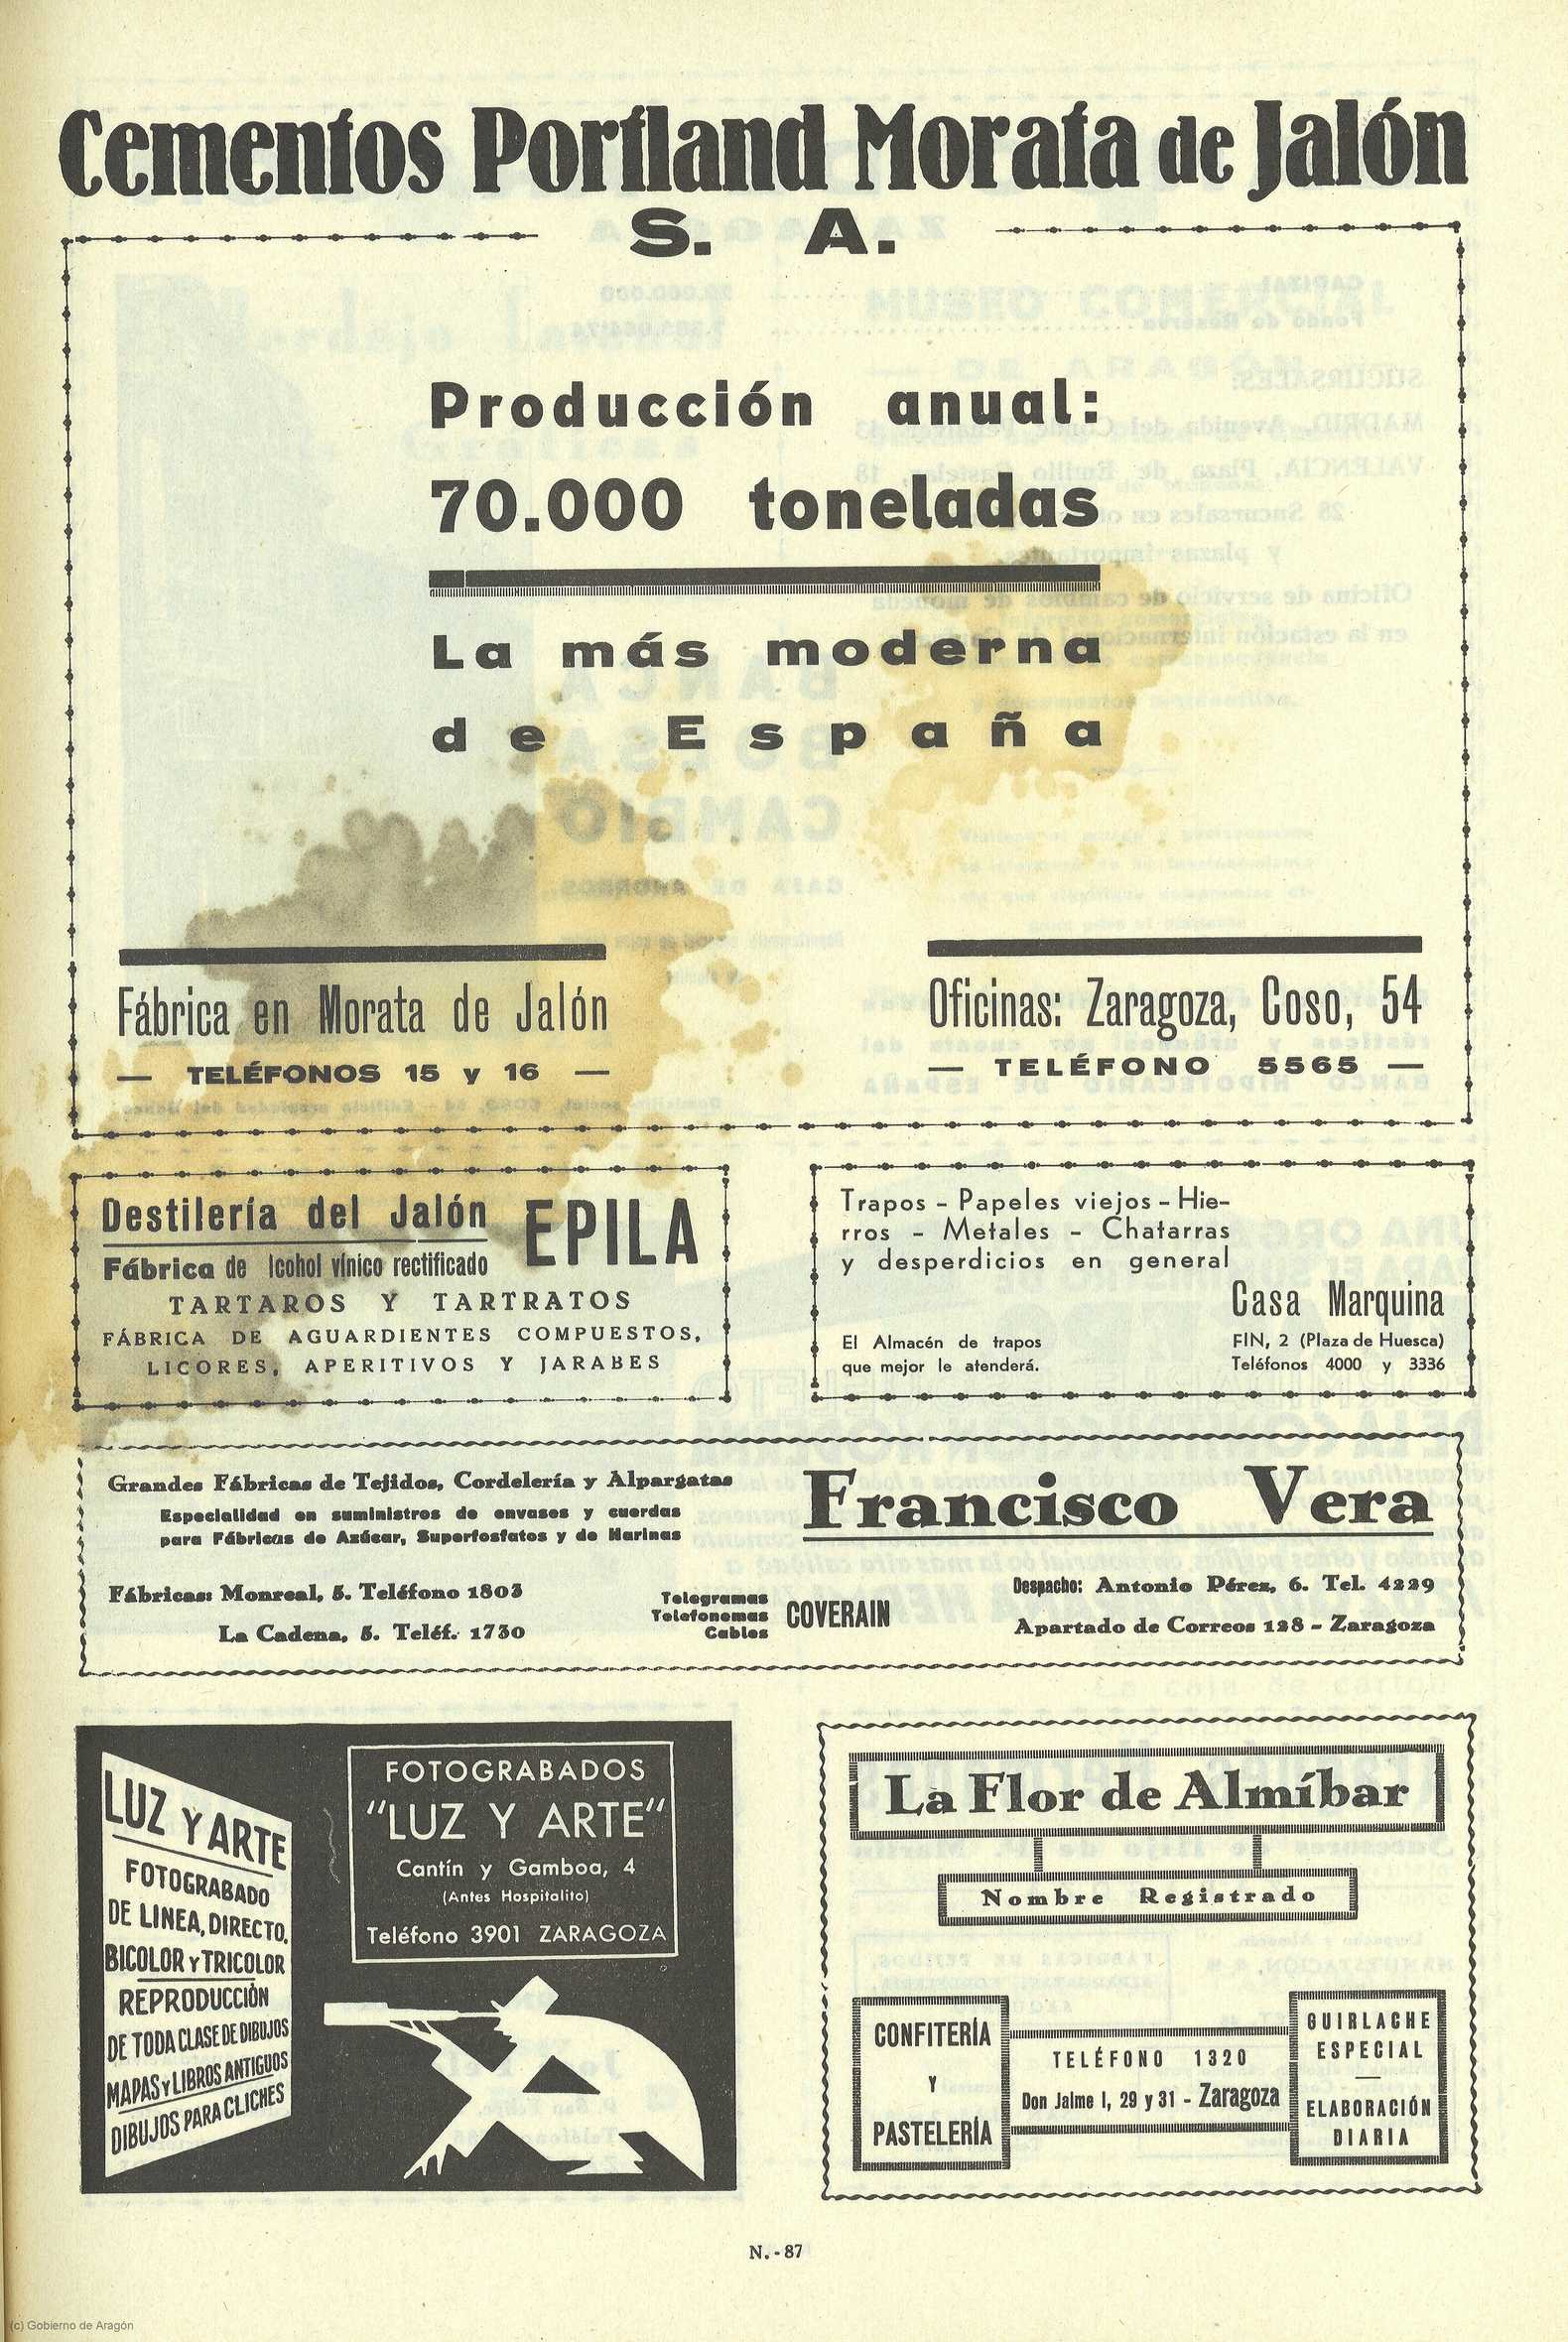 Cementos Portland Morata de Jalón
S. A.
Producción anual:
70.000 toneladas
La más moderna
de España
Fábrica en Morata de Jalón
— TELÉFONOS 15 y 16 —
Oficinas: Zaragoza, Coso, 54
— TELÉFONO 5565 —
Destilería del Jalón
EPILA
Fábrica de lcohol vínico rectificado
TARTAROS Y TARTRATOS
FÁBRICA DE AGUARDIENTES COMPUESTOS,
LICORES, APERITIVOS Y JARABES
Trapos - Papeles viejos - Hie-
rros - Metales - Chatarras
y desperdicios en general
Casa Marquina
El Almacén de trapos
que mejor le atenderá.
FIN, 2 (Plaza de Huesca)
Teléfonos 4000 y 3336
Grandes Fábricas de Tejidos, Cordelería y Alpargatas
Especialidad en suministros de envases y cuerdas
para Fábricas de Azúcar, Superfosfatos y de Harinas
Francisco Vera
Fábricas: Monreal, 5. Teléfono 1803
La Cadena, 5. Teléf. 1730
Telegramas
Telefonemas
Cables
COVERAIN
Despacho: Antonio Pérez, 6. Tel. 4229
Apartado de Correos 128 - Zaragoza
LUZ Y ARTE
FOTOGRABADO
DE LINEA, DIRECTO,
BICOLOR Y TRICOLOR
REPRODUCCIÓN
DE TODA CLASE DE DIBUJOS
MAPAS Y LIBROS ANTIGUOS
DIBUJOS PARA CLICHES
FOTOGRABADOS
"LUZ Y ARTE"
Cantín y Gamboa, 4
(Antes Hospitalito)
Teléfono 3901 ZARAGOZA
La Flor de Almíbar
Nombre Registrado
CONFITERÍA
Y
PASTELERÍA
TELÉFONO 1320
Don Jaime I, 29 y 31 - Zaragoza
GUIRLACHE
ESPECIAL
—
ELABORACIÓN
DIARIA
N. - 87
(c) Gobierno de Aragón